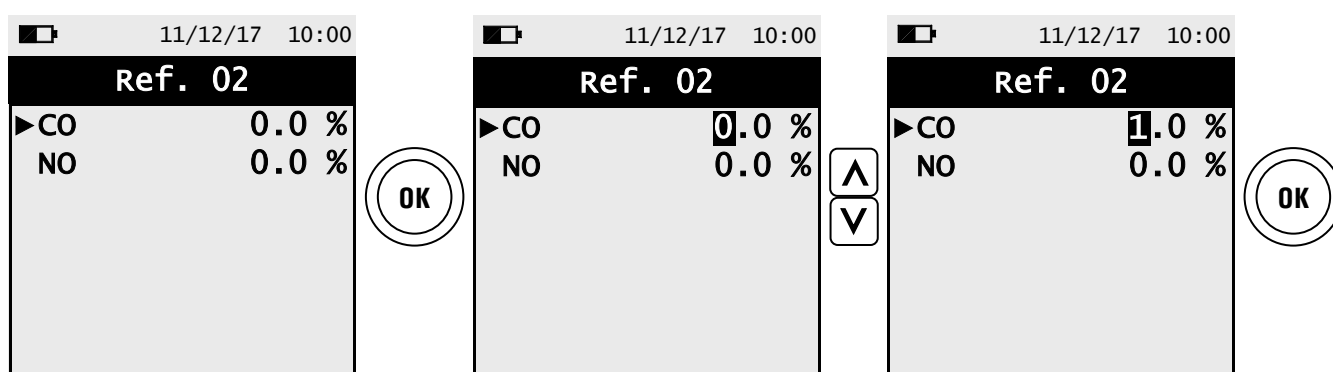 11/12/17 10:00
Ref. 02
►CO 0.0 %
NO 0.0 %
OK
11/12/17 10:00
Ref. 02
►CO 0.0 %
NO 0.0 %
11/12/17 10:00
Ref. 02
►CO 1.0 %
NO 0.0 %
OK